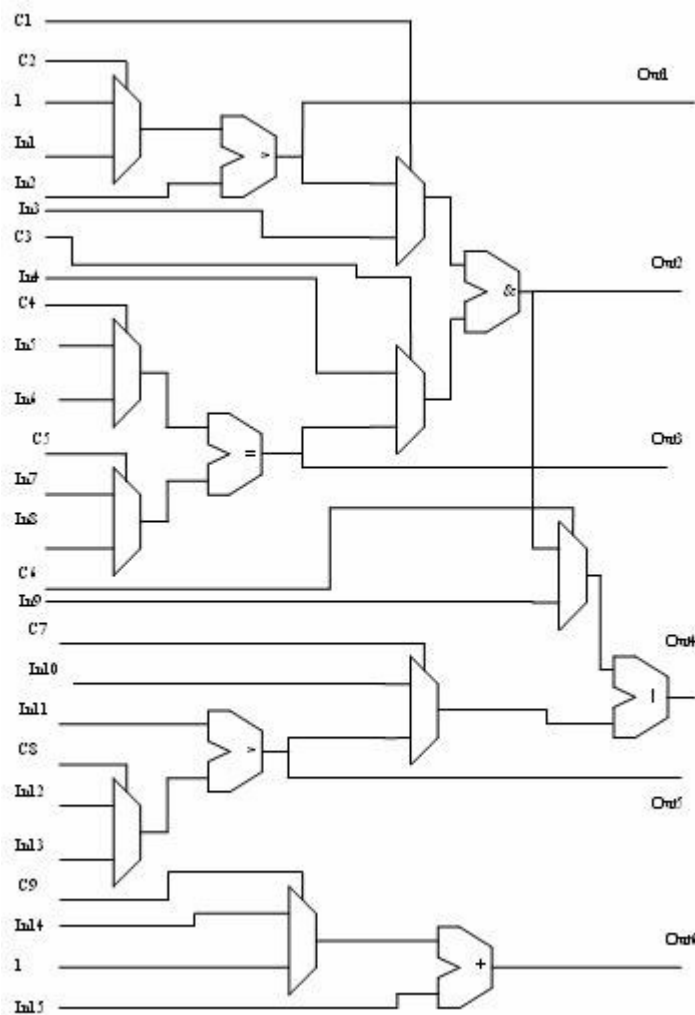 C1
C2
1
In1
In2
In3
C3
In4
C4
In5
In6
C5
In7
In8
C6
In9
C7
In10
In11
C8
In12
In13
C9
In14
1
In15
>
&
=
>
|
+
Out1
Out2
Out3
Out4
Out5
Out6